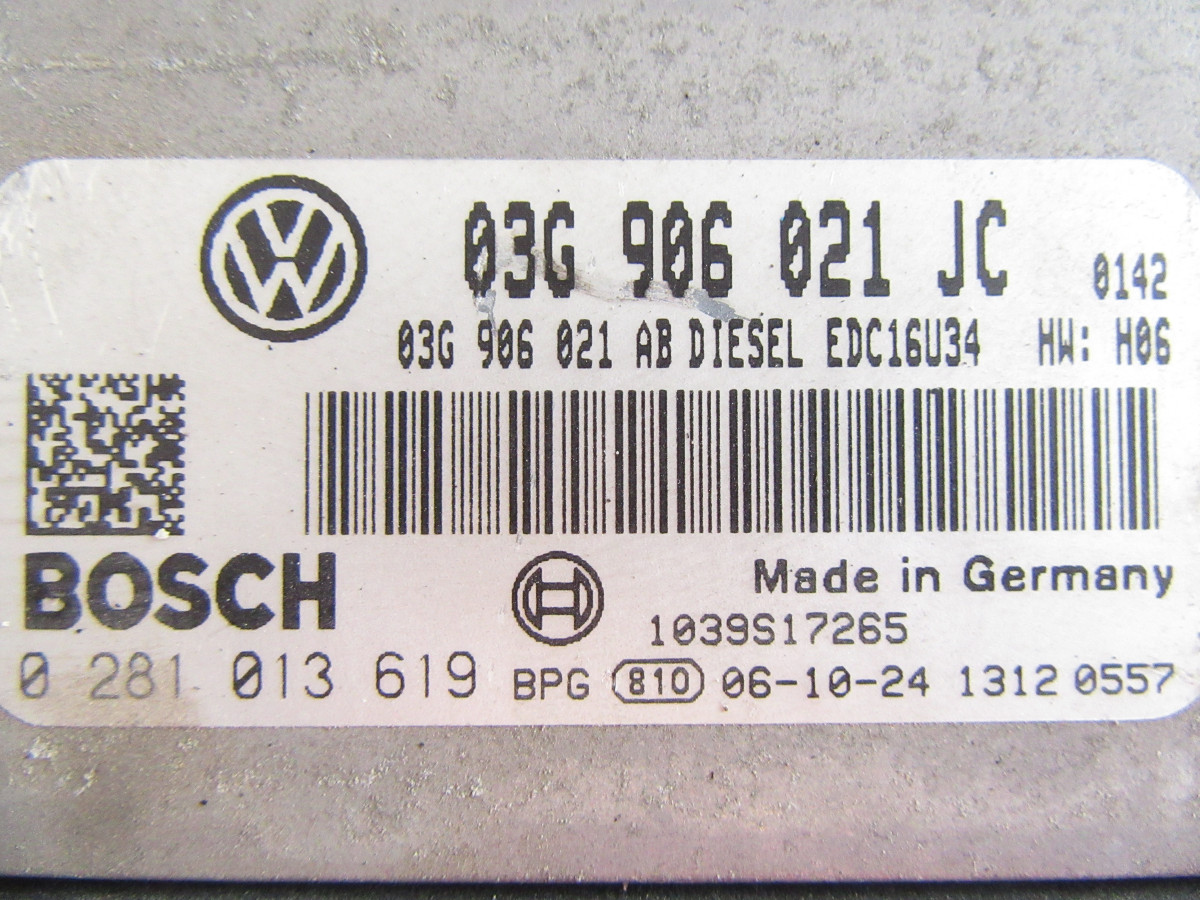 03G 906 021 JC 0142
03G 906 021 AB DIESEL EDC16U34 HW: H06
BOSCH
Made in Germany
1039S17265
0 281 013 619 BPG 810 06-10-24 1312 0557